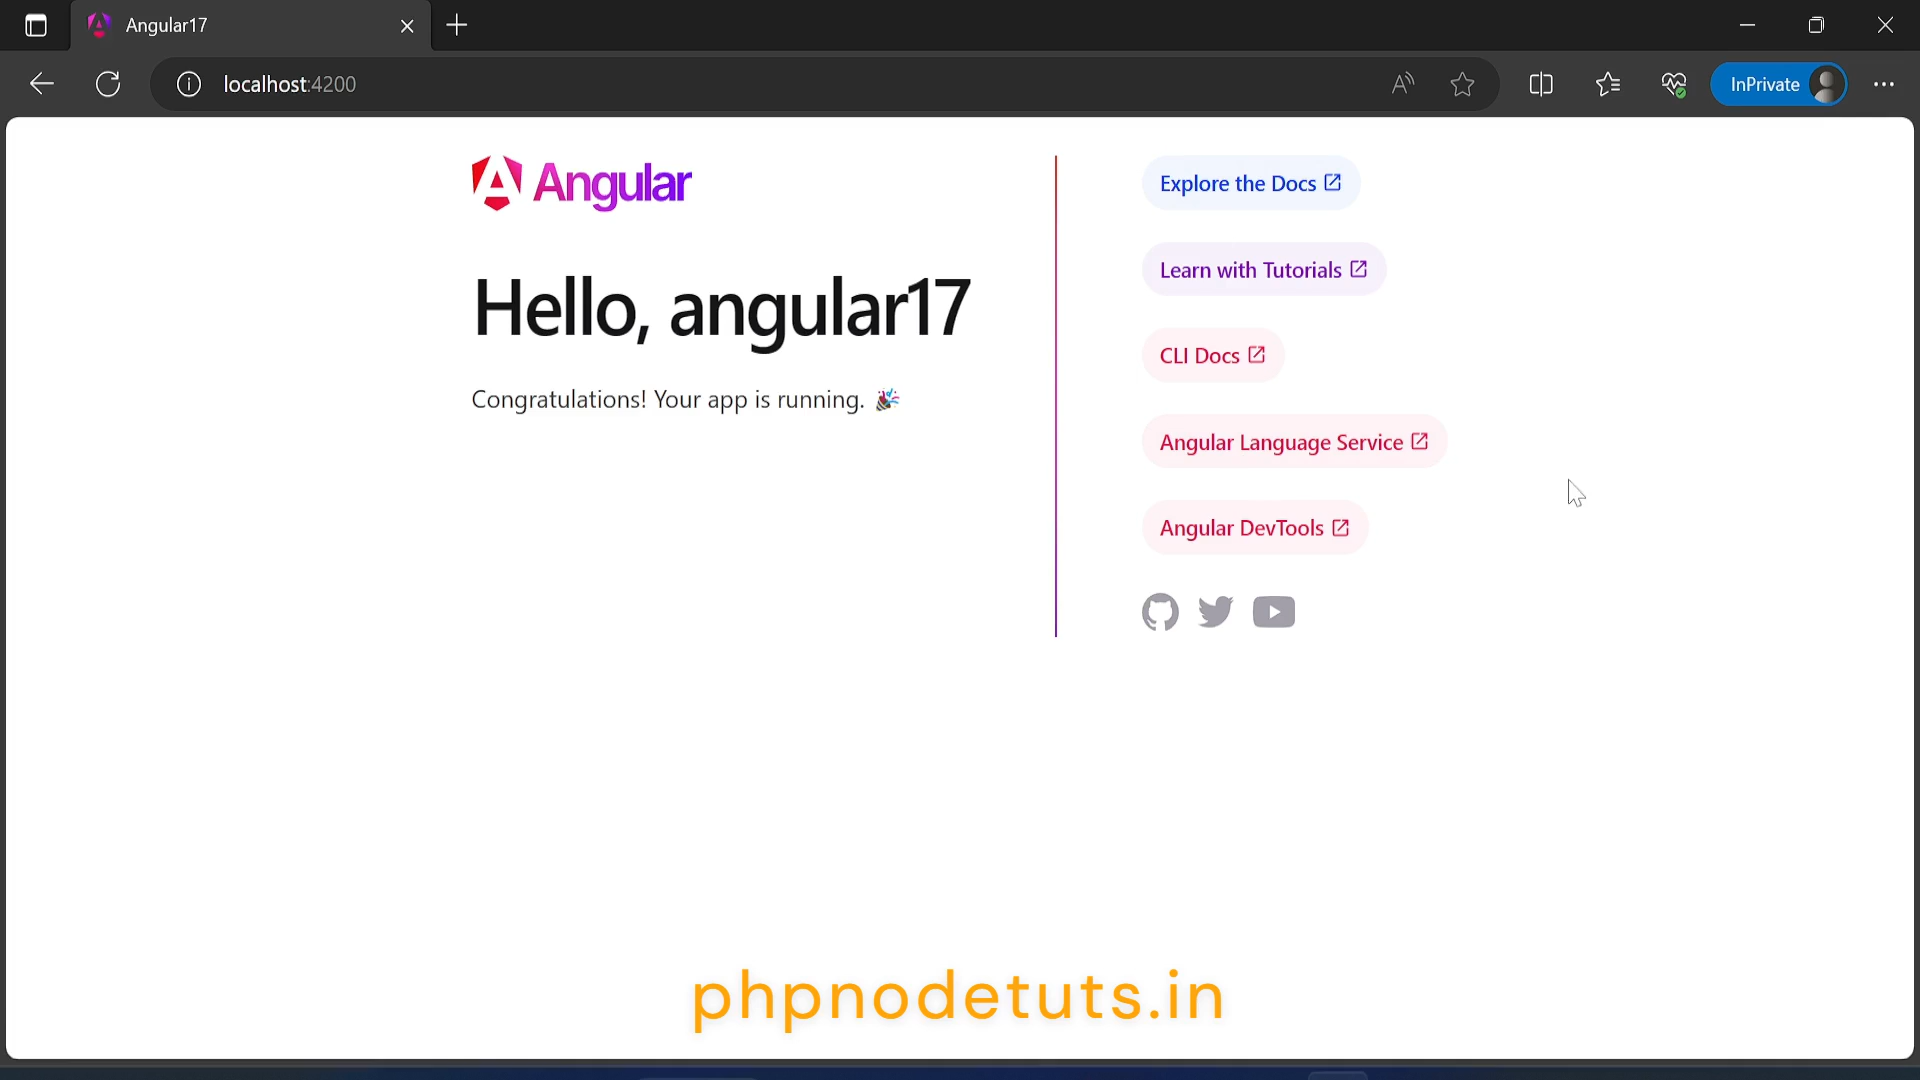 Angular17
localhost:4200
InPrivate
Angular
Hello, angular17
Congratulations! Your app is running. 🎉
Explore the Docs
Learn with Tutorials
CLI Docs
Angular Language Service
Angular DevTools
phpnodetuts.in